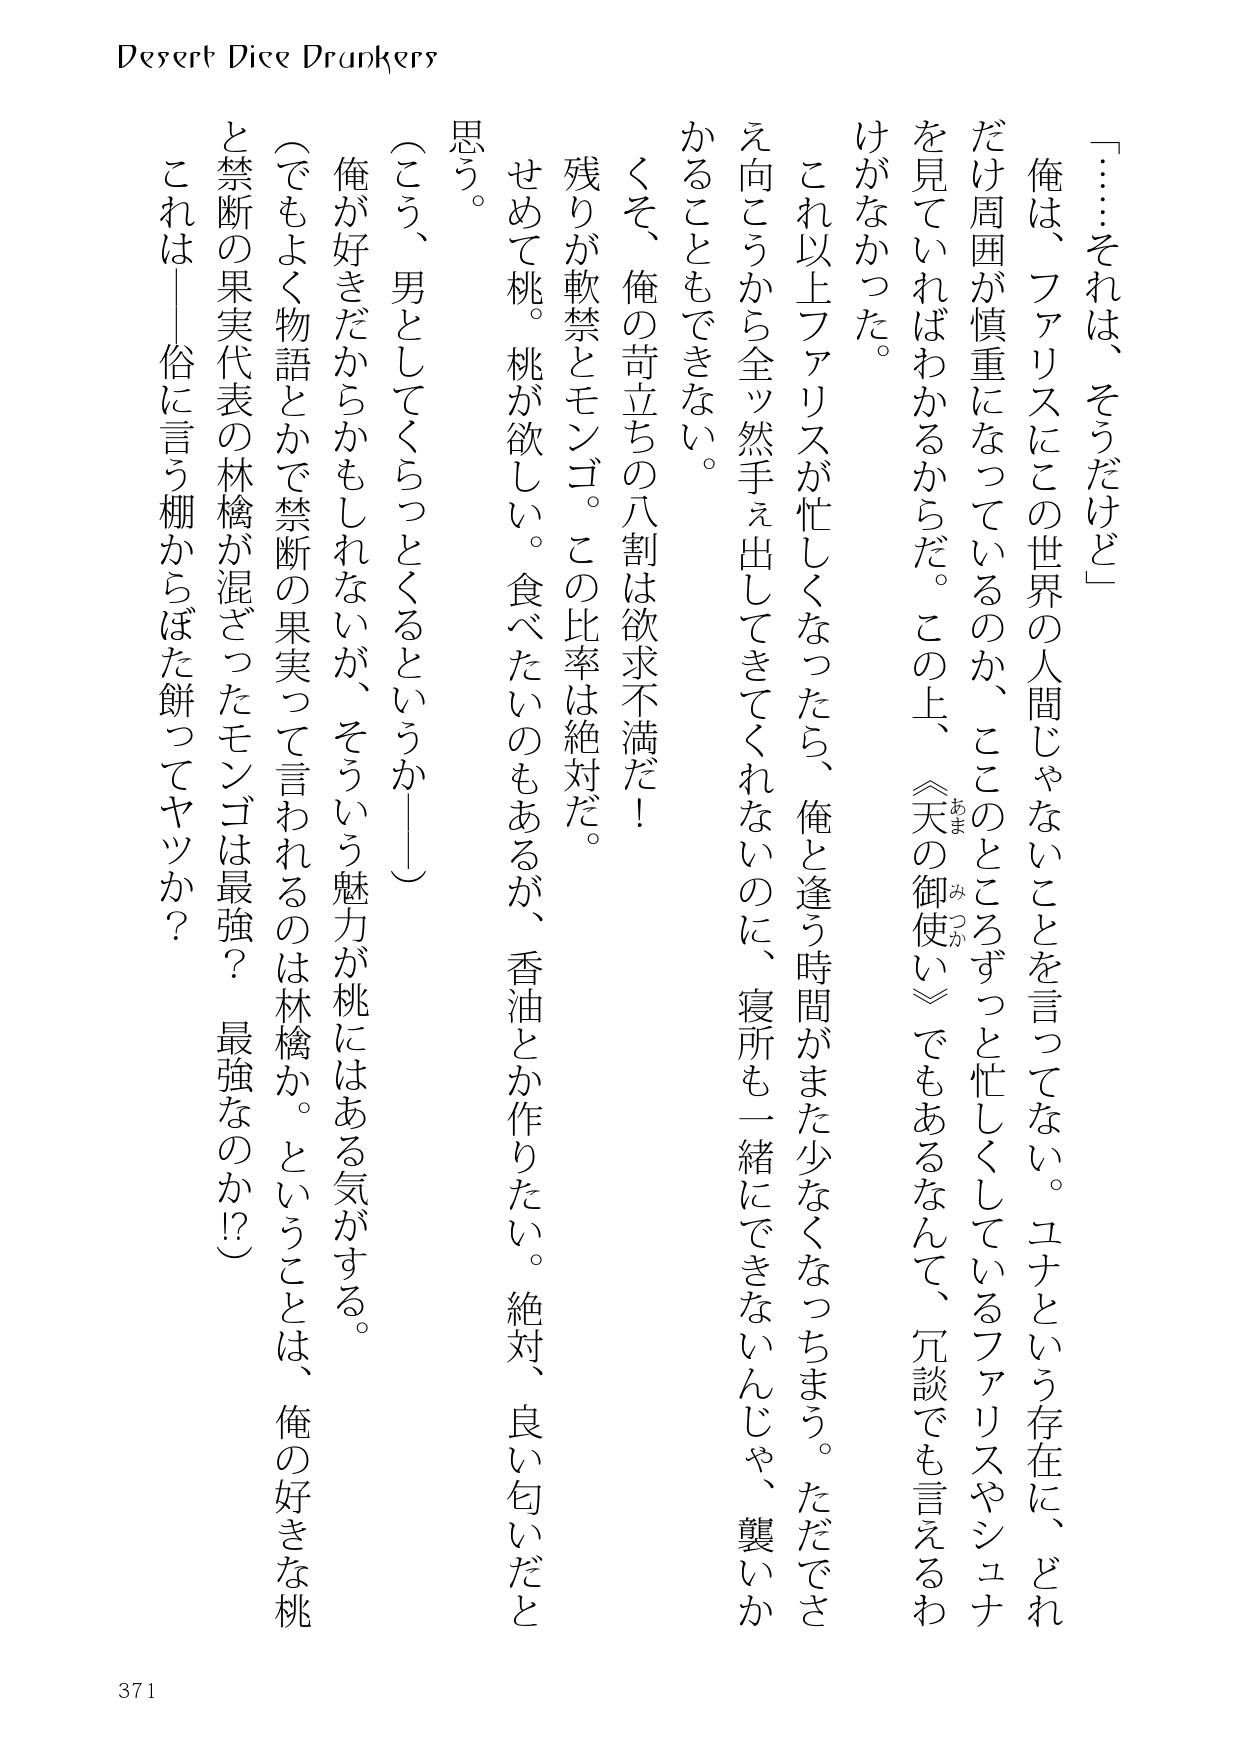 Desert Dice Drunkers
「……それは、そうだけど」
　俺は、ファリスにこの世界の人間じゃないことを言ってない。ユナという存在に、どれ
だけ周囲が慎重になっているのか、ここのところずっと忙しくしているファリスやシュナ
を見ていればわかるからだ。この上、《天の御使い》でもあるなんて、冗談でも言えるわ
あま　みつか
けがなかった。
　これ以上ファリスが忙しくなったら、俺と逢う時間がまた少なくなっちまう。ただでさ
え向こうから全ッ然手ぇ出してきてくれないのに、寝所も一緒にできないんじゃ、襲いか
かることもできない。
　くそ、俺の苛立ちの八割は欲求不満だ！
　残りが軟禁とモンゴ。この比率は絶対だ。
　せめて桃。桃が欲しい。食べたいのもあるが、香油とか作りたい。絶対、良い匂いだと
思う。
（こう、男としてくらっとくるというか――）
　俺が好きだからかもしれないが、そういう魅力が桃にはある気がする。
（でもよく物語とかで禁断の果実って言われるのは林檎か。ということは、俺の好きな桃
と禁断の果実代表の林檎が混ざったモンゴは最強？　最強なのか!?）
　これは――俗に言う棚からぼた餅ってヤツか？
371